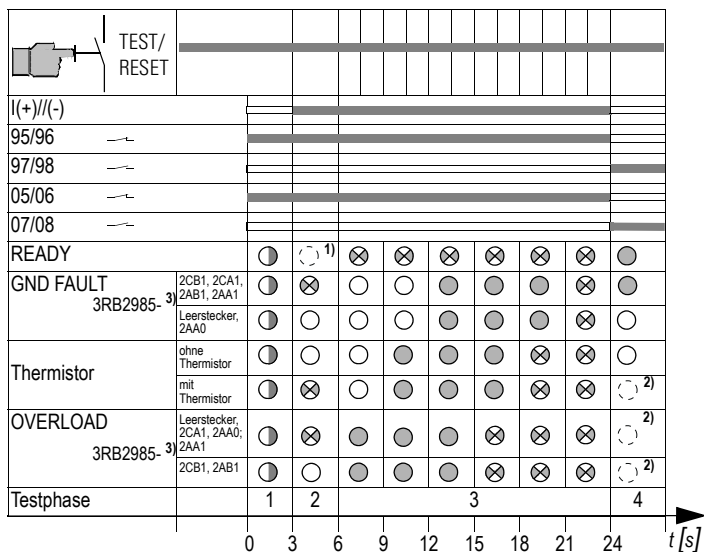 TEST/
RESET
I(+)//(-)
95/96
97/98
05/06
07/08
READY
1)
GND FAULT
3RB2985- 3)
2CB1, 2CA1,
2AB1, 2AA1
Leerstecker,
2AA0
Thermistor
ohne
Thermistor
mit
Thermistor
2)
OVERLOAD
3RB2985- 3)
Leerstecker,
2CA1, 2AA0;
2AA1
2)
2CB1, 2AB1
2)
Testphase 1 2 3 4
0 3 6 9 12 15 18 21 24 t [s]